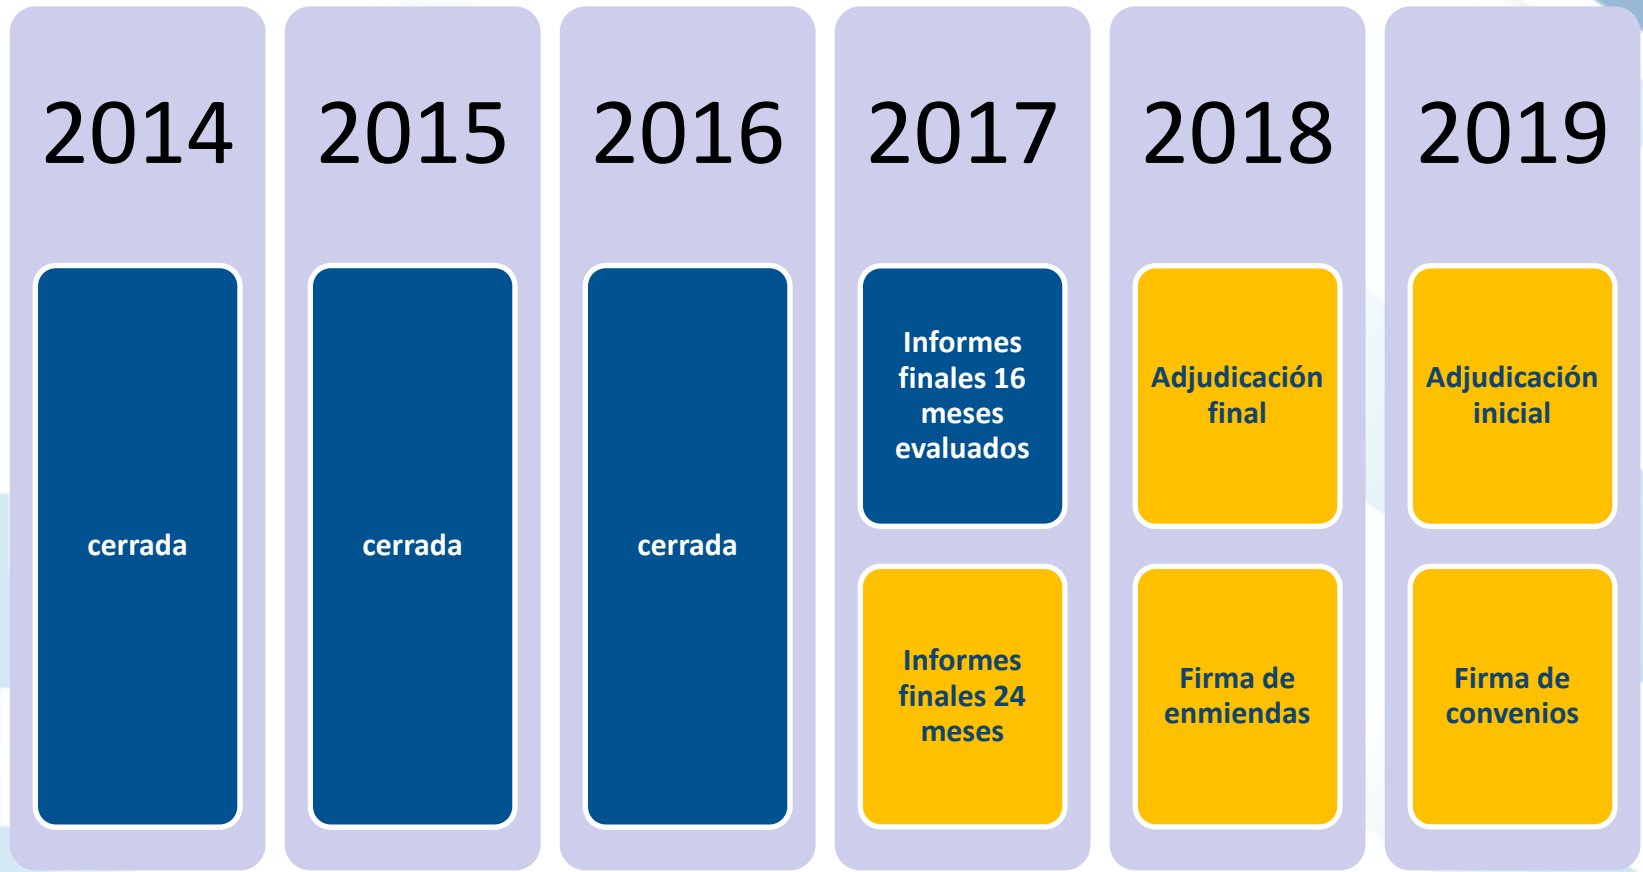 2014
cerrada
2015
cerrada
2016
cerrada
2017
Informes
finales 16
meses
evaluados
Informes
finales 24
meses
2018
Adjudicación
final
Firma de
enmiendas
2019
Adjudicación
inicial
Firma de
convenios